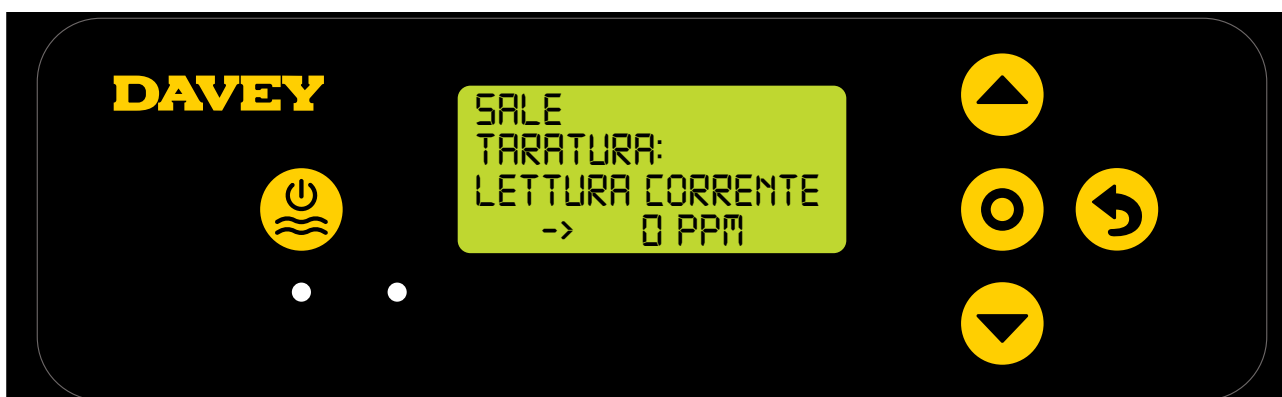 DAVEY
SALE
TARATURA:
LETTURA CORRENTE
-> 0 PPM